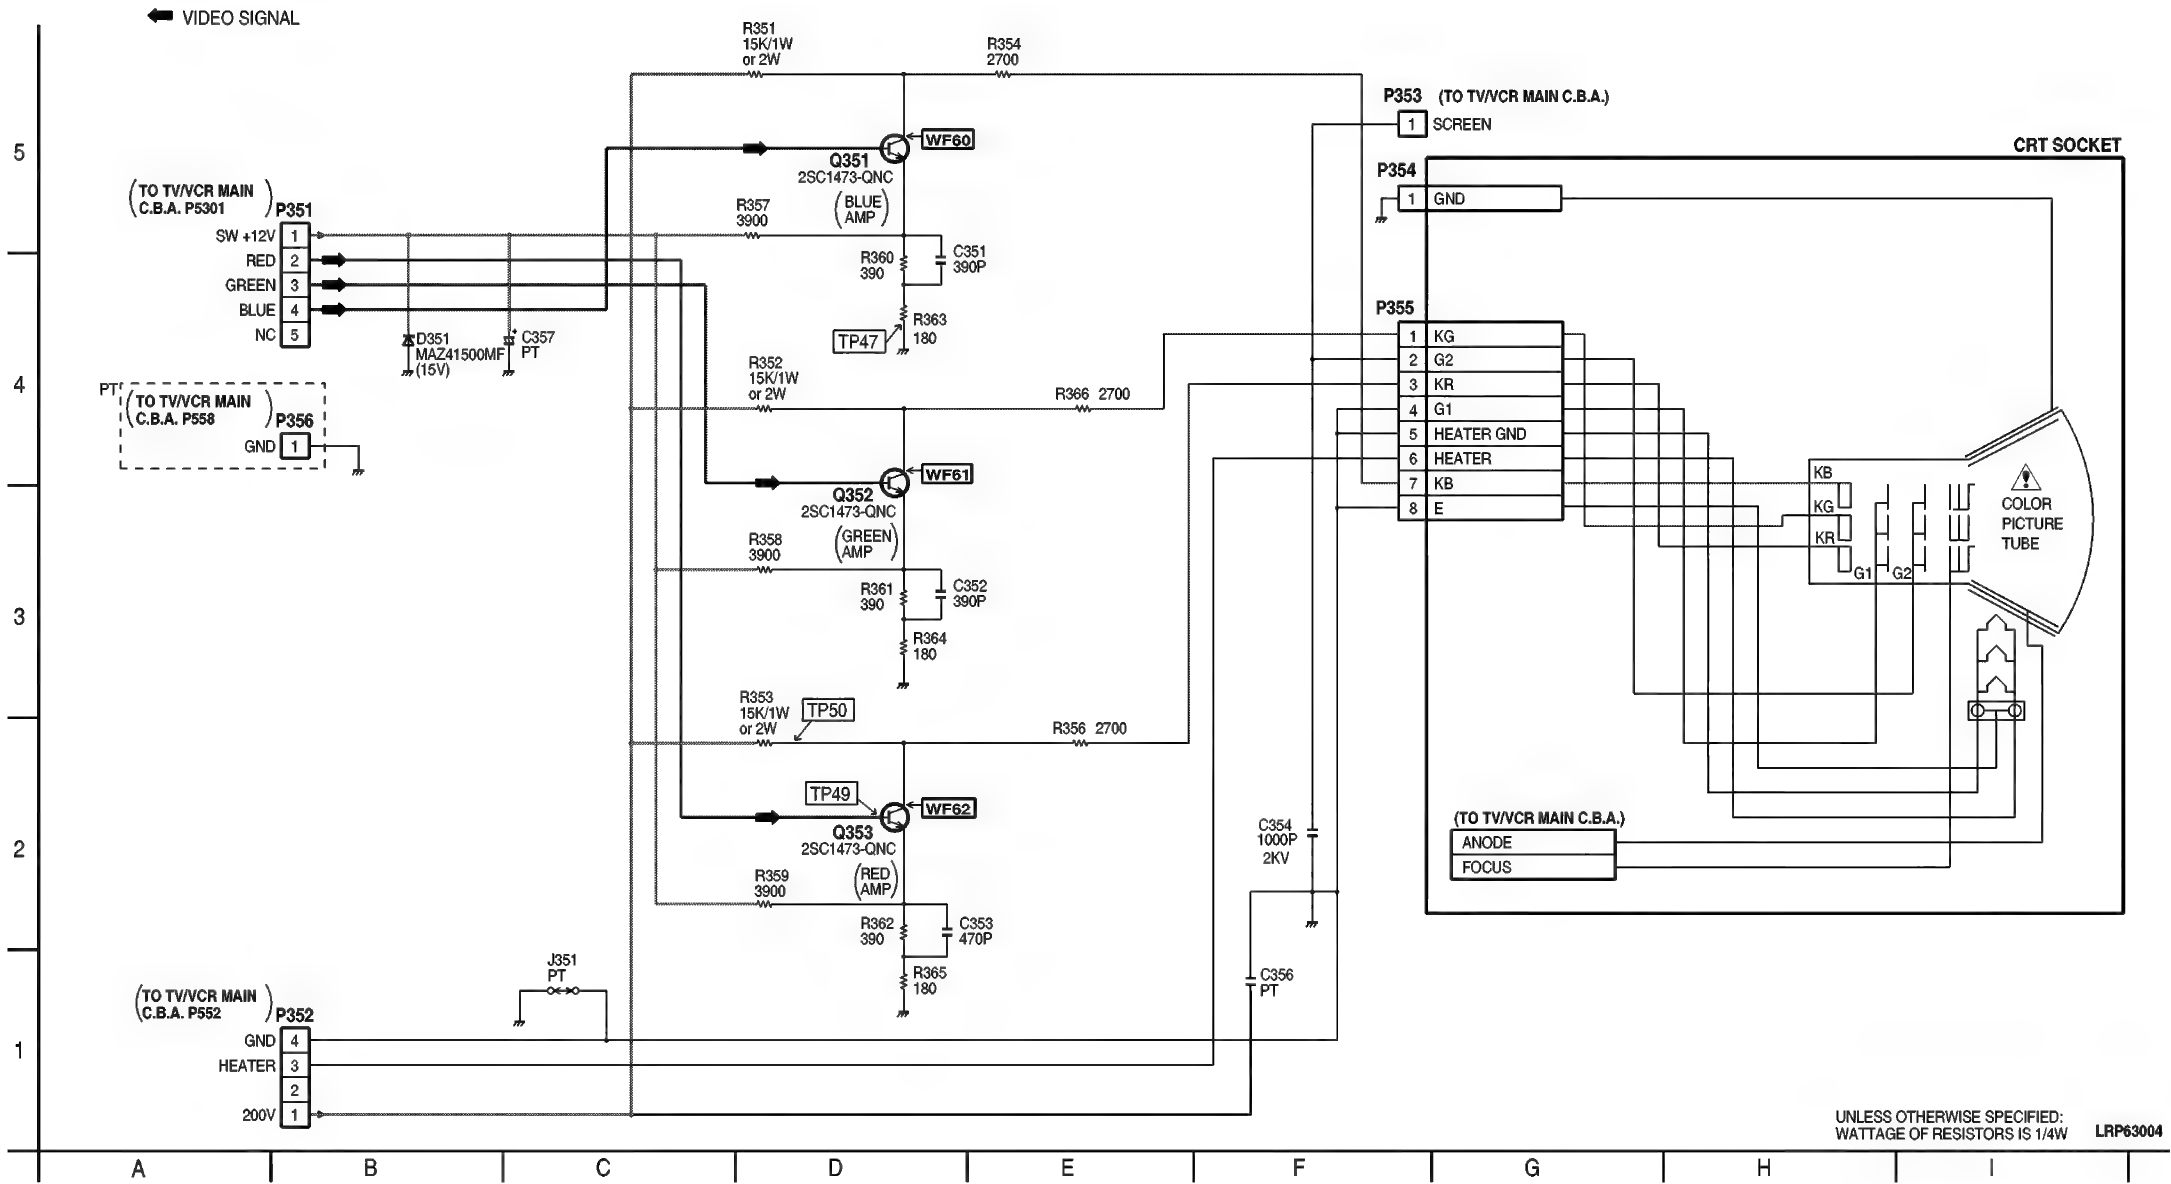 VIDEO SIGNAL
R351
15K/1W
or 2W
R354
2700
P353 (TO TV/VCR MAIN C.B.A.)
1 SCREEN
5
WF60
CRT SOCKET
Q351
2SC1473-QNC
(BLUE
AMP)
P354
1 GND
(TO TV/VCR MAIN
C.B.A. P5301)
P351
SW +12V 1
RED 2
GREEN 3
BLUE 4
NC 5
R357
3900
R360
390
C351
390P
R363
180
TP47
D351
MAZ41500MF
(15V)
C357
PT
P355
1 KG
2 G2
3 KR
4 G1
5 HEATER GND
6 HEATER
7 KB
8 E
4
PT
(TO TV/VCR MAIN
C.B.A. P558)
P356
GND 1
R352
15K/1W
or 2W
R366 2700
WF61
Q352
2SC1473-QNC
(GREEN
AMP)
KB
KG
KR
G1
G2
COLOR
PICTURE
TUBE
R358
3900
R361
390
C352
390P
3
R364
180
R353
15K/1W
or 2W
TP50
R356 2700
TP49
WF62
Q353
2SC1473-QNC
(RED
AMP)
2
C354
1000P
2KV
(TO TV/VCR MAIN C.B.A.)
ANODE
FOCUS
R359
3900
R362
390
C353
470P
R365
180
J351
PT
C356
PT
(TO TV/VCR MAIN
C.B.A. P552)
P352
GND 4
HEATER 3
2
200V 1
1
UNLESS OTHERWISE SPECIFIED:
WATTAGE OF RESISTORS IS 1/4W
LRP63004
A B C D E F G H I